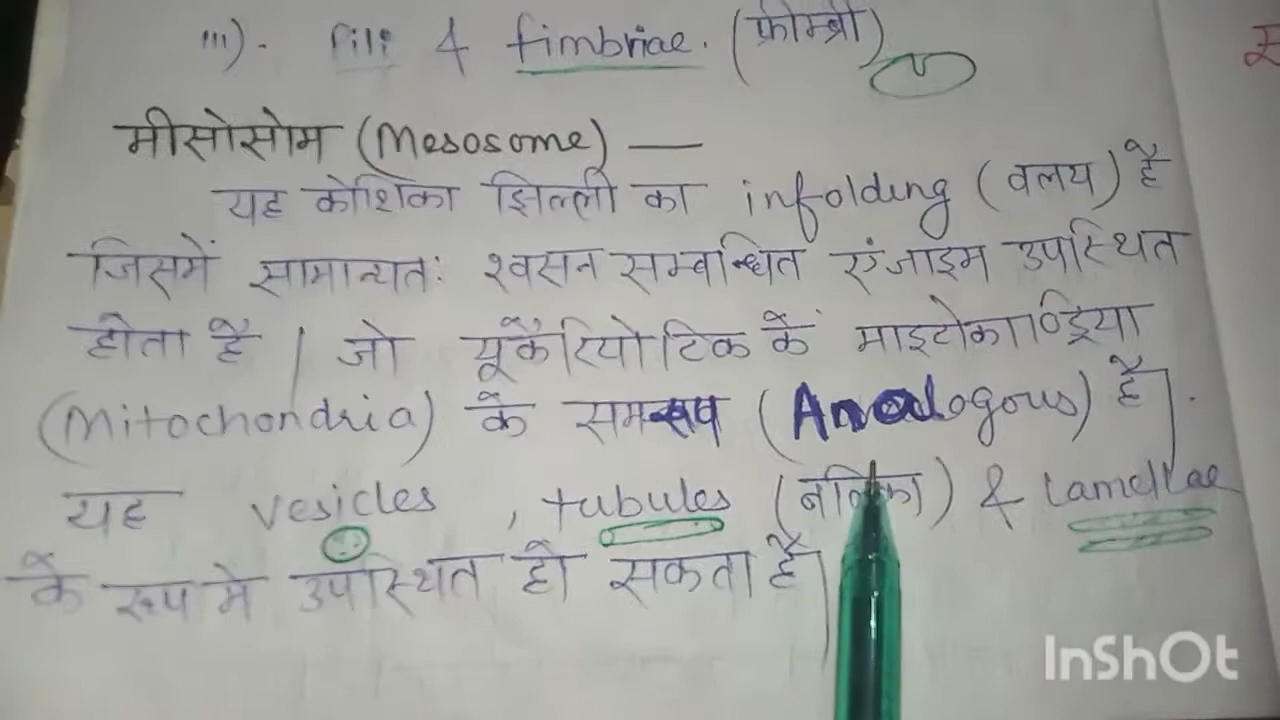 III). Pili & fimbriae. (फ्रीम्ब्री)
मीसोसोम (Mesosome) —
यह कोशिका झिल्ली का infolding (वलय) है
जिसमें सामान्यतः श्वसन सम्बन्धित एंजाइम उपस्थित
होता है | जो यूकैरियोटिक के माइटोकाण्ड्रिया
(Mitochondria) के समरूप (Analogous) है|.
यह vesicles, tubules (नलिका) & lamellae
के रूप मे उपस्थित हो सकता है|
InShOt